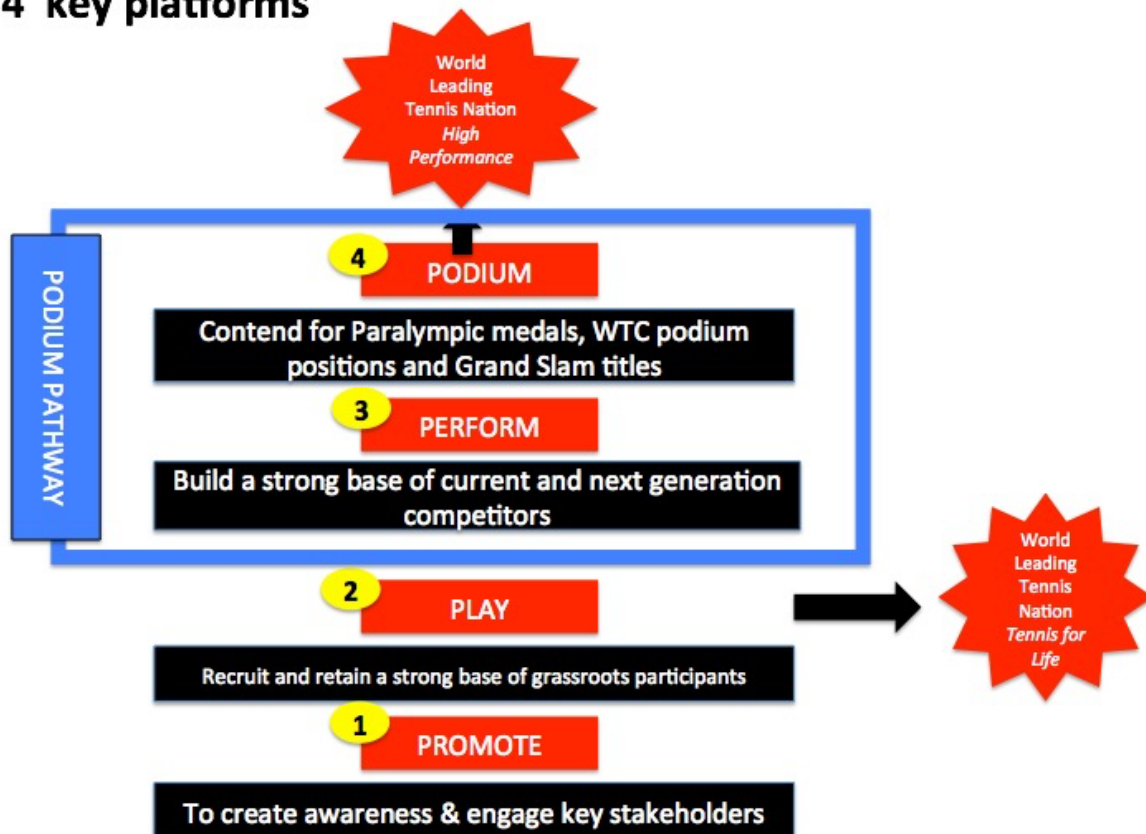 4 key platforms
World
Leading
Tennis Nation
High
Performance
PODIUM PATHWAY
4
PODIUM
Contend for Paralympic medals, WTC podium
positions and Grand Slam titles
3
PERFORM
Build a strong base of current and next generation
competitors
2
PLAY
World
Leading
Tennis
Nation
Tennis for
Life
Recruit and retain a strong base of grassroots participants
1
PROMOTE
To create awareness & engage key stakeholders